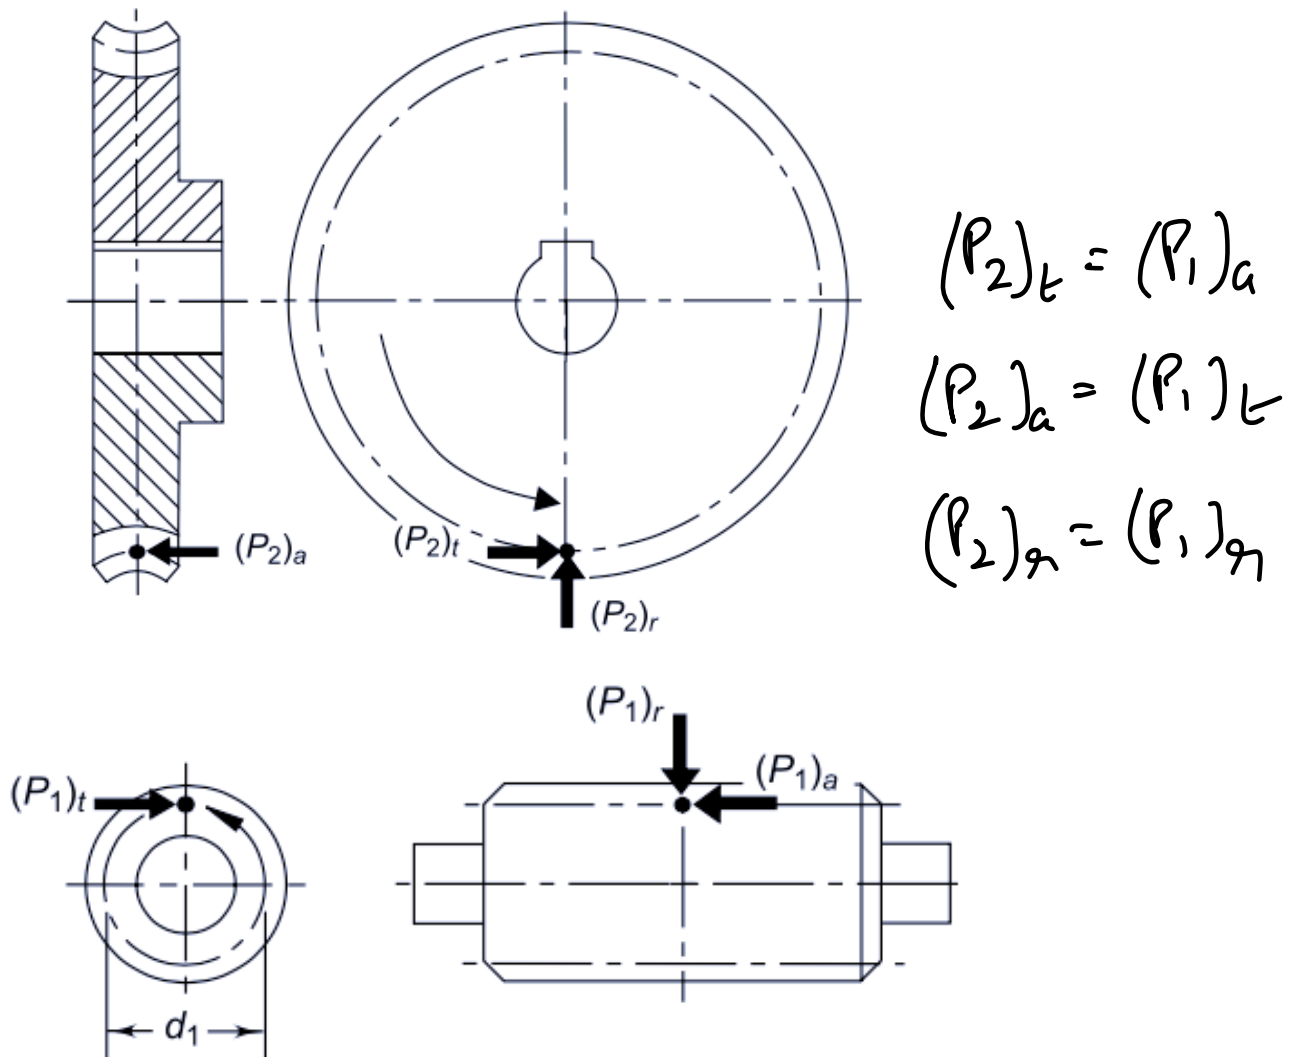 (P₂)ₜ = (P₁)ₐ
(P₂)ₐ = (P₁)ₜ
(P₂)ᵣ = (P₁)ᵣ
(P₂)ₐ
(P₂)ₜ
(P₂)ᵣ
(P₁)ᵣ
(P₁)ₜ
(P₁)ₐ
d₁